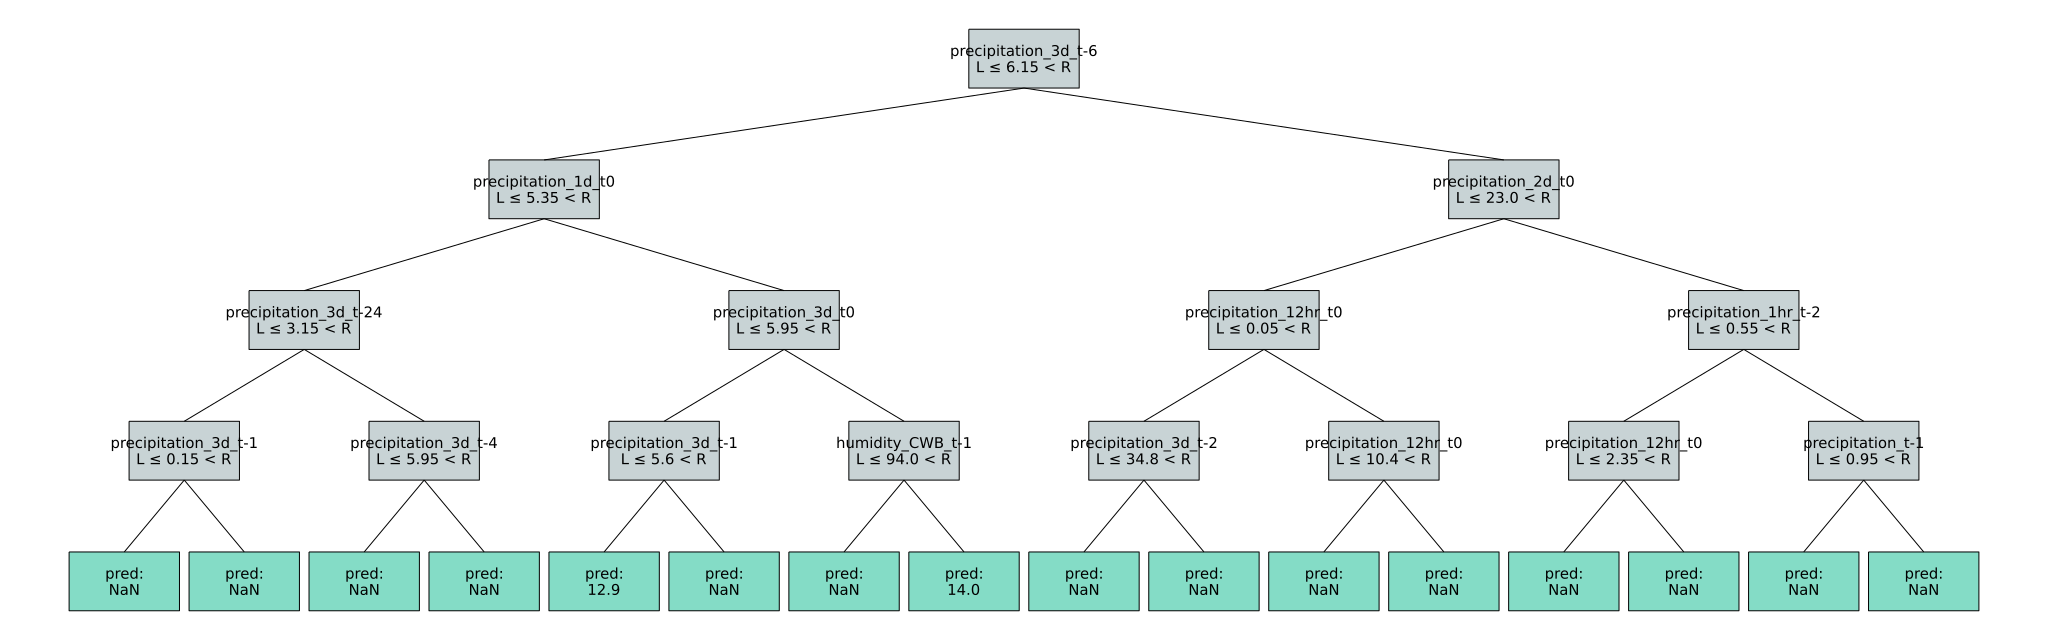 precipitation_3d_t-6
L ≤ 6.15 < R
precipitation_1d_t0
L ≤ 5.35 < R
precipitation_2d_t0
L ≤ 23.0 < R
precipitation_3d_t-24
L ≤ 3.15 < R
precipitation_3d_t0
L ≤ 5.95 < R
precipitation_12hr_t0
L ≤ 0.05 < R
precipitation_1hr_t-2
L ≤ 0.55 < R
precipitation_3d_t-1
L ≤ 0.15 < R
precipitation_3d_t-4
L ≤ 5.95 < R
precipitation_3d_t-1
L ≤ 5.6 < R
humidity_CWB_t-1
L ≤ 94.0 < R
precipitation_3d_t-2
L ≤ 34.8 < R
precipitation_12hr_t0
L ≤ 10.4 < R
precipitation_12hr_t0
L ≤ 2.35 < R
precipitation_t-1
L ≤ 0.95 < R
pred:
NaN
pred:
NaN
pred:
NaN
pred:
NaN
pred:
12.9
pred:
NaN
pred:
NaN
pred:
14.0
pred:
NaN
pred:
NaN
pred:
NaN
pred:
NaN
pred:
NaN
pred:
NaN
pred:
NaN
pred:
NaN